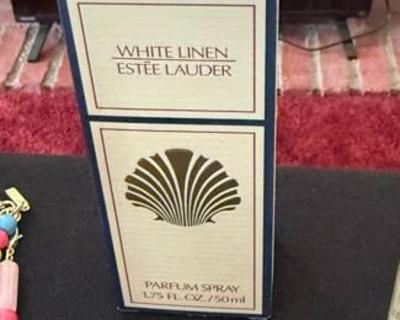 WHITE LINEN
ESTĒE LAUDER
PARFUM SPRAY
1.75 FL. OZ./50 ml